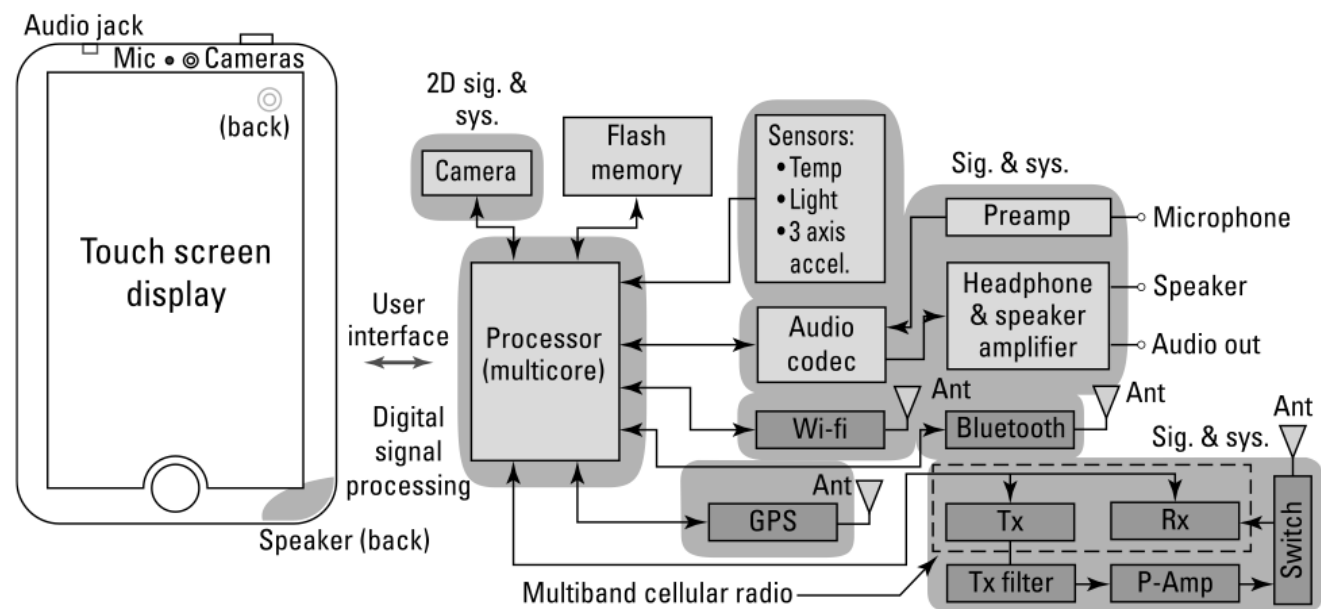 Audio jack
Mic
Cameras
(back)
Touch screen
display
Speaker (back)
User
interface
Digital
signal
processing
2D sig. &
sys.
Camera
Flash
memory
Processor
(multicore)
Sensors:
•Temp
•Light
•3 axis
accel.
Sig. & sys.
Preamp
Microphone
Headphone
& speaker
amplifier
Speaker
Audio out
Audio
codec
Wi-fi
Ant
Bluetooth
Ant
GPS
Ant
Sig. & sys.
Ant
Tx
Rx
Switch
Tx filter
P-Amp
Multiband cellular radio